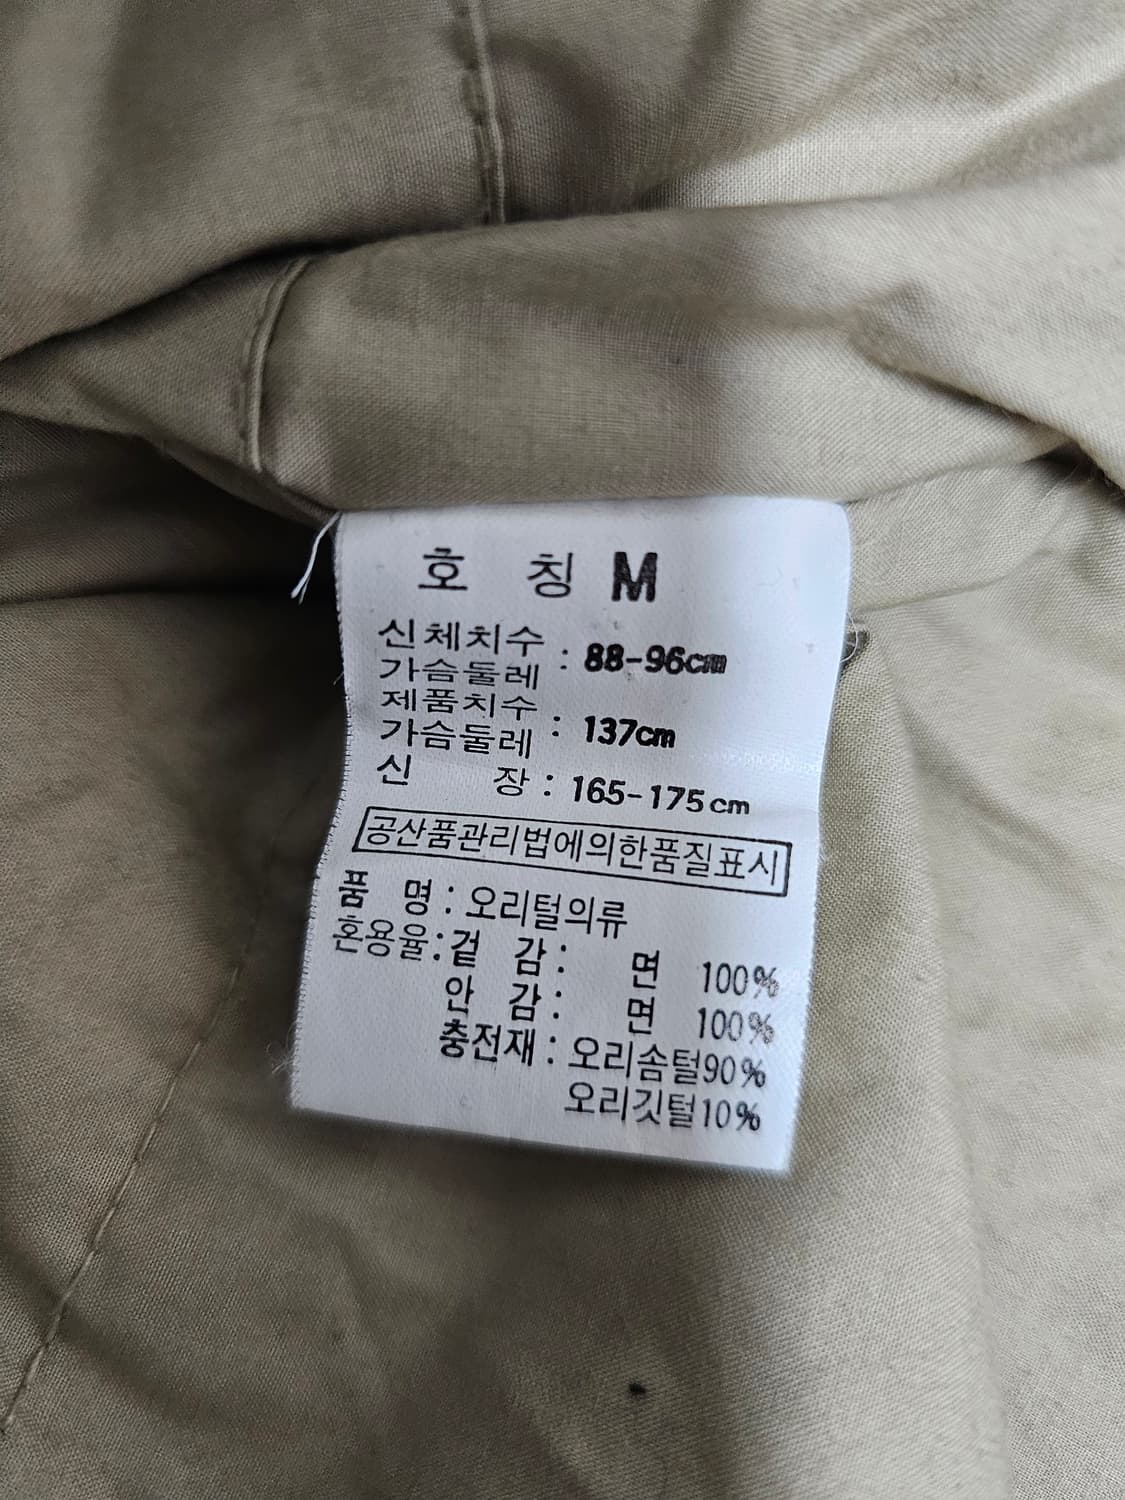 호 칭 M
신체치수
가슴둘레 : 88-96cm
제품치수
가슴둘레 : 137cm
신 장 : 165-175cm
공산품관리법에의한품질표시
품 명 : 오리털의류
혼용율 : 겉 감 : 면 100%
안 감 : 면 100%
충전재 : 오리솜털90%
오리깃털10%